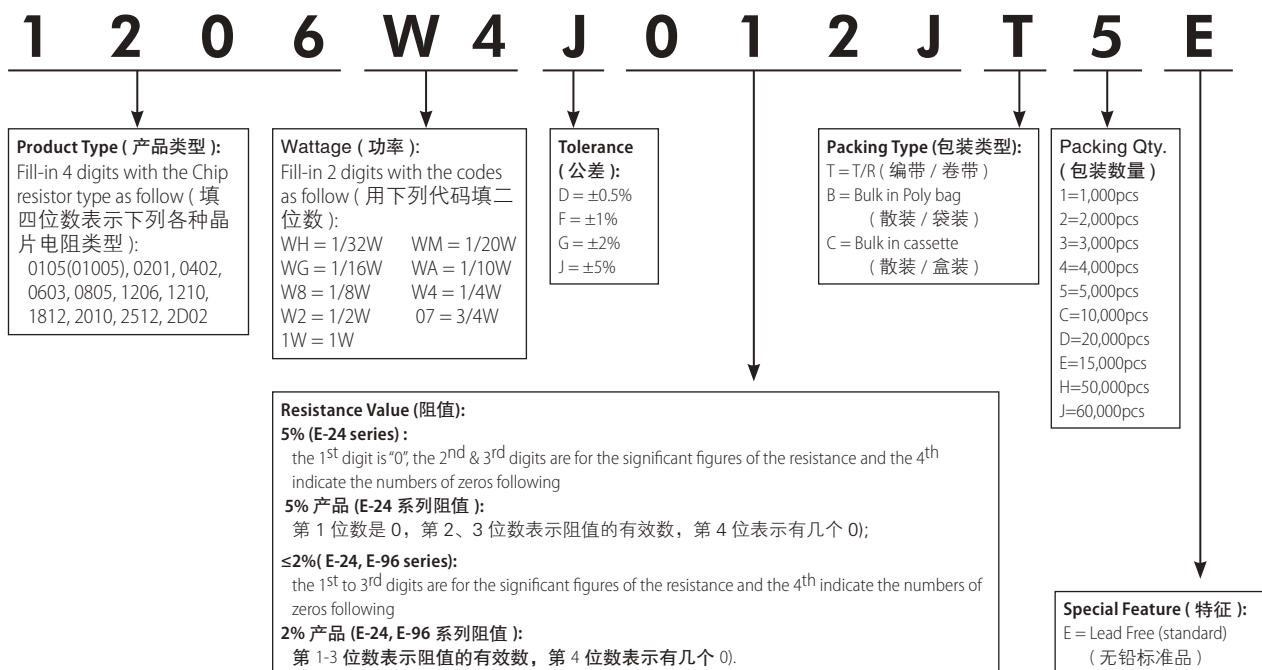 1 2 0 6 W 4 J 0 1 2 J T 5 E
Product Type ( 产品类型 ):
Fill-in 4 digits with the Chip
resistor type as follow ( 填
四位数表示下列各种晶
片电阻类型 ):
0105(01005), 0201, 0402,
0603, 0805, 1206, 1210,
1812, 2010, 2512, 2D02
Wattage ( 功率 ):
Fill-in 2 digits with the codes
as follow ( 用下列代码填二
位数 ):
WH = 1/32W WM = 1/20W
WG = 1/16W WA = 1/10W
W8 = 1/8W W4 = 1/4W
W2 = 1/2W 07 = 3/4W
1W = 1W
Tolerance
( 公差 ):
D = ±0.5%
F = ±1%
G = ±2%
J = ±5%
Packing Type (包装类型):
T = T/R ( 编带 / 卷带 )
B = Bulk in Poly bag
( 散装 / 袋装 )
C = Bulk in cassette
( 散装 / 盒装 )
Packing Qty.
( 包装数量 )
1=1,000pcs
2=2,000pcs
3=3,000pcs
4=4,000pcs
5=5,000pcs
C=10,000pcs
D=20,000pcs
E=15,000pcs
H=50,000pcs
J=60,000pcs
Resistance Value (阻值):
5% (E-24 series) :
the 1st digit is "0", the 2nd & 3rd digits are for the significant figures of the resistance and the 4th
indicate the numbers of zeros following
5% 产品 (E-24 系列阻值 ):
第 1 位数是 0，第 2、3 位数表示阻值的有效数，第 4 位表示有几个 0);
≤2%( E-24, E-96 series):
the 1st to 3rd digits are for the significant figures of the resistance and the 4th indicate the numbers of
zeros following
2% 产品 (E-24, E-96 系列阻值 ):
第 1-3 位数表示阻值的有效数，第 4 位数表示有几个 0).
Special Feature ( 特征 ):
E = Lead Free (standard)
( 无铅标准品 )